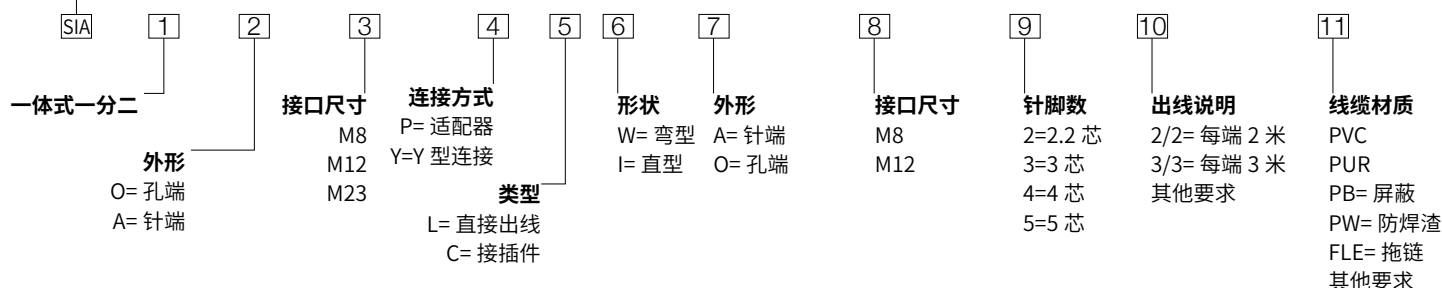 SIA 1 2 3 4 5 6 7 8 9 10 11
一体式一分二
外形
O= 孔端
A= 针端
接口尺寸
M8
M12
M23
连接方式
P= 适配器
Y=Y 型连接
类型
L= 直接出线
C= 接插件
形状
W= 弯型
I= 直型
外形
A= 针端
O= 孔端
接口尺寸
M8
M12
针脚数
2=2.2 芯
3=3 芯
4=4 芯
5=5 芯
出线说明
2/2= 每端 2 米
3/3= 每端 3 米
其他要求
线缆材质
PVC
PUR
PB= 屏蔽
PW= 防焊渣
FLE= 拖链
其他要求